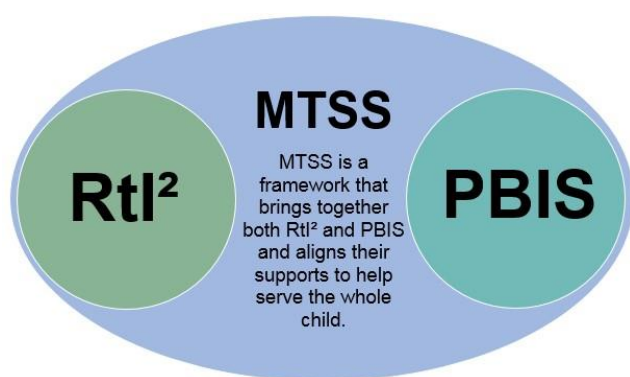 MTSS
RtI²
MTSS is a
framework that
brings together
both RtI² and PBIS
and aligns their
supports to help
serve the whole
child.
PBIS